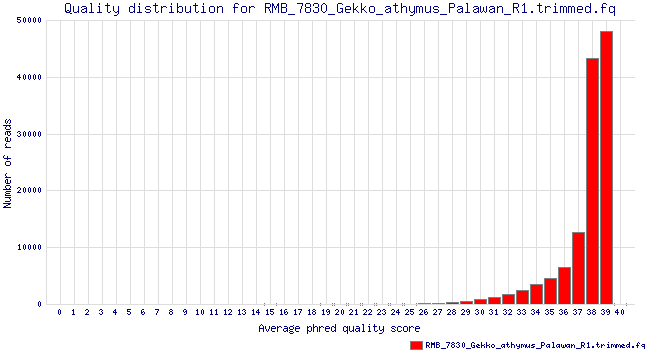 Quality distribution for RMB_7830_Gekko_athymus_Palawan_R1.trimmed.fq
50000
40000
30000
20000
10000
0
Number of reads
0 1 2 3 4 5 6 7 8 9 10 11 12 13 14 15 16 17 18 19 20 21 22 23 24 25 26 27 28 29 30 31 32 33 34 35 36 37 38 39 40
Average phred quality score
RMB_7830_Gekko_athymus_Palawan_R1.trimmed.fq